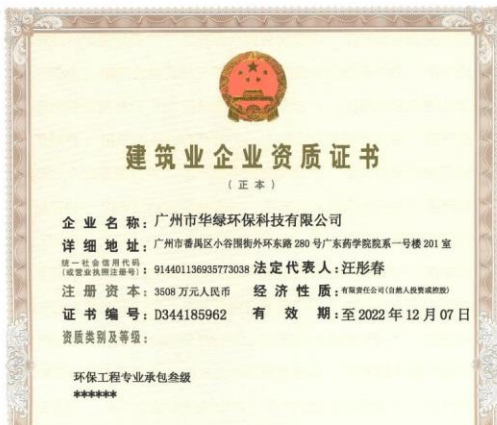 建筑业企业资质证书
（正本）
企业名称：广州市华绿环保科技有限公司
详细地址：广州市番禺区小谷围街外环东路280号广东药学院院系一号楼201室
统一社会信用代码
(或营业执照注册号)：914401136935773038 法定代表人：汪彤春
注册资本：3508万元人民币 经济性质：有限责任公司(自然人投资或控股)
证书编号：D344185962 有效期：至2022年12月07日
资质类别及等级：
环保工程专业承包叁级
******